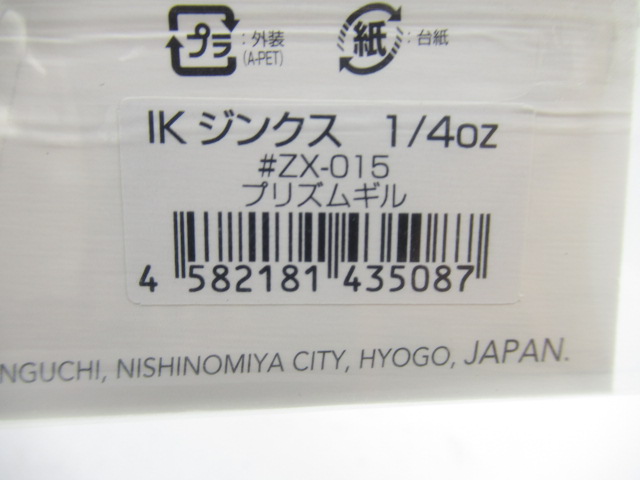 プラ :外装 紙 :台紙
(A-PET)
IK ジンクス 1/4oz
#ZX-015
プリズムギル
4 582181 435087
NGUCHI, NISHINOMIYA CITY, HYOGO, JAPAN.